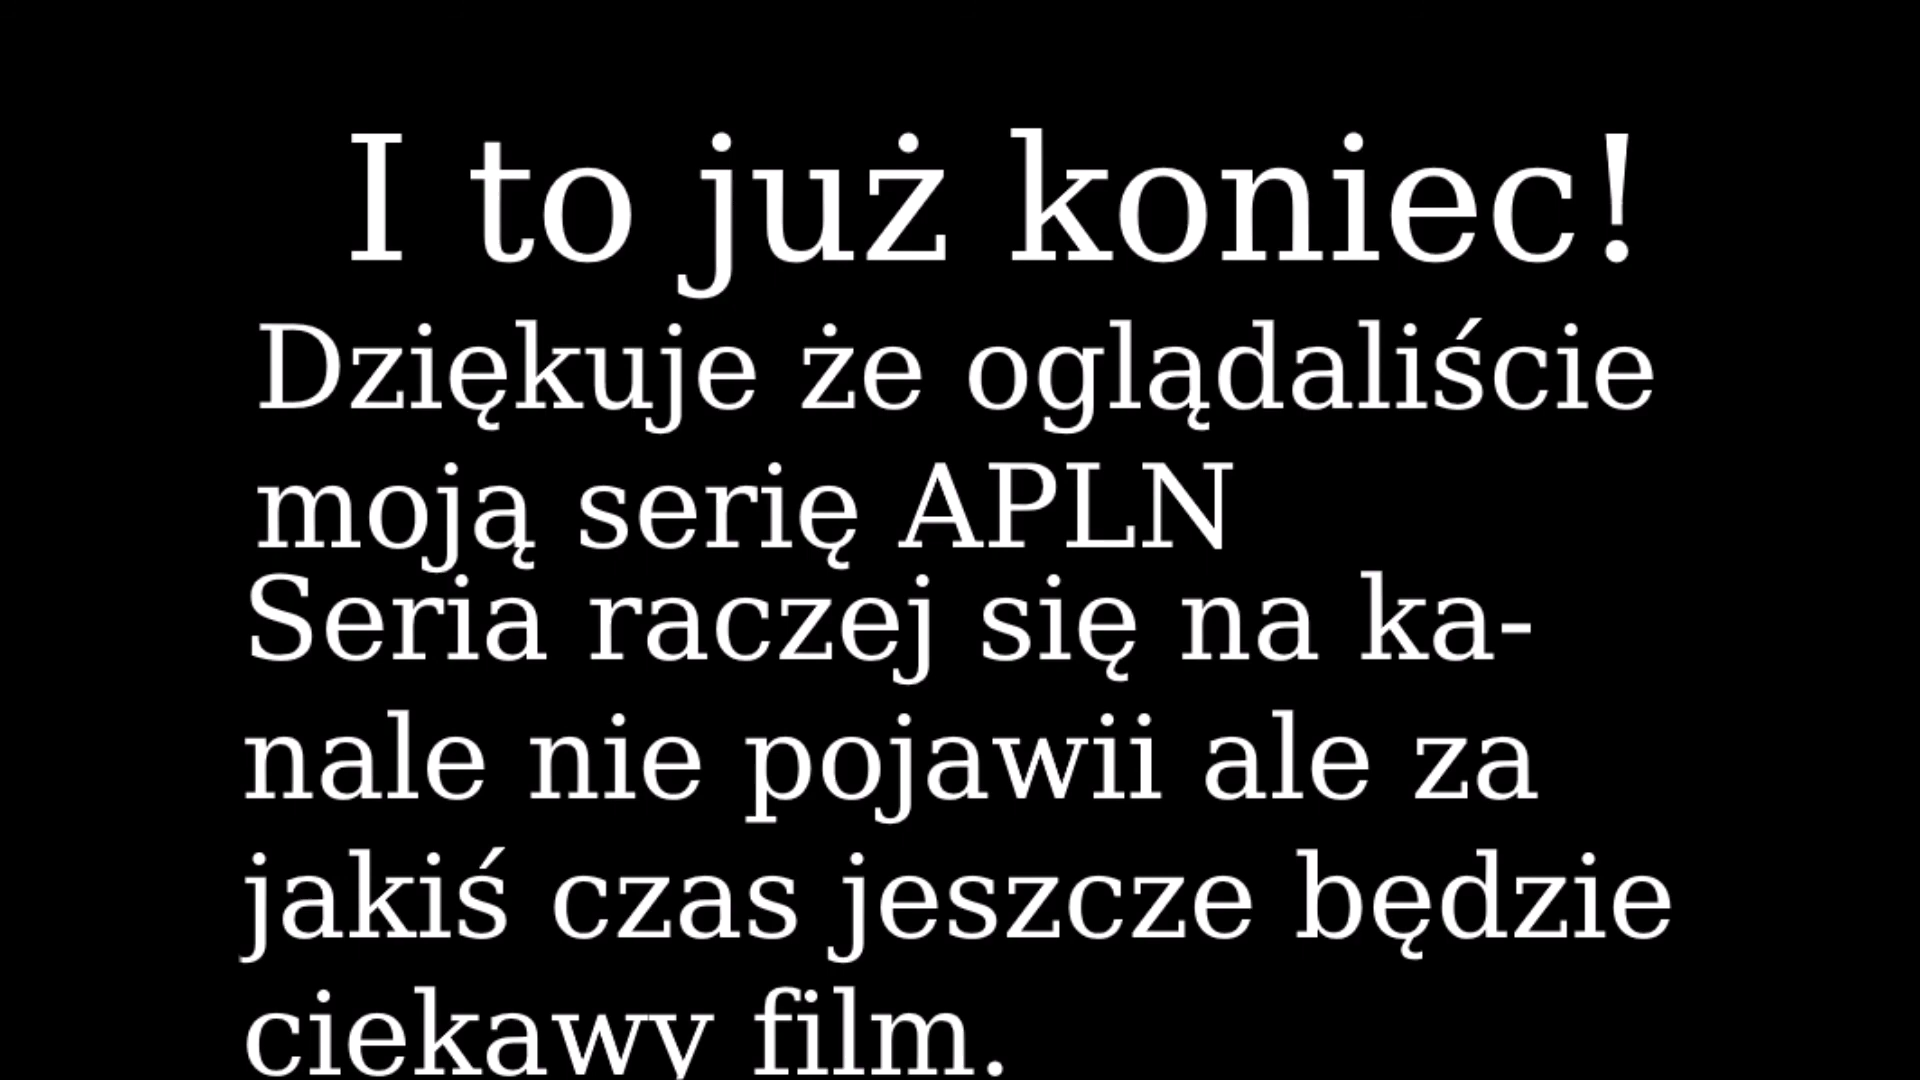 I to już koniec!
Dziękuje że oglądaliście
moją serię APLN
Seria raczej się na ka-
nale nie pojawii ale za
jakiś czas jeszcze będzie
ciekawy film.